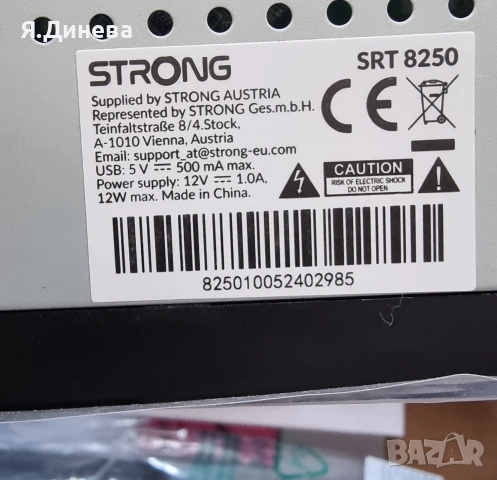 Я.Динева
STRONG
SRT 8250
Supplied by STRONG AUSTRIA
Represented by STRONG Ges.m.b.H.
Teinfaltstraße 8/4.Stock,
A-1010 Vienna, Austria
Email: support_at@strong-eu.com
USB: 5 V ⎓ 500 mA max.
Power supply: 12V ⎓ 1.0A,
12W max. Made in China.
CE
CAUTION
RISK OF ELECTRIC SHOCK
DO NOT OPEN
825010052402985
BAZAR